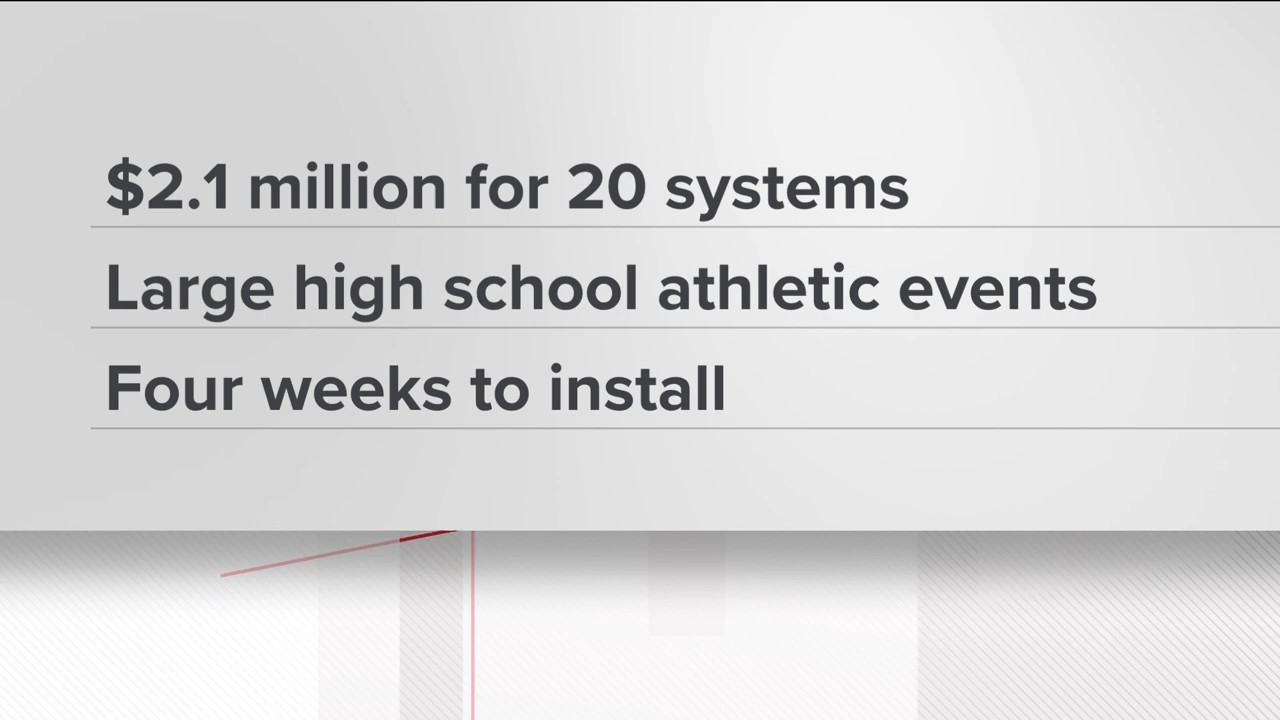 $2.1 million for 20 systems
Large high school athletic events
Four weeks to install